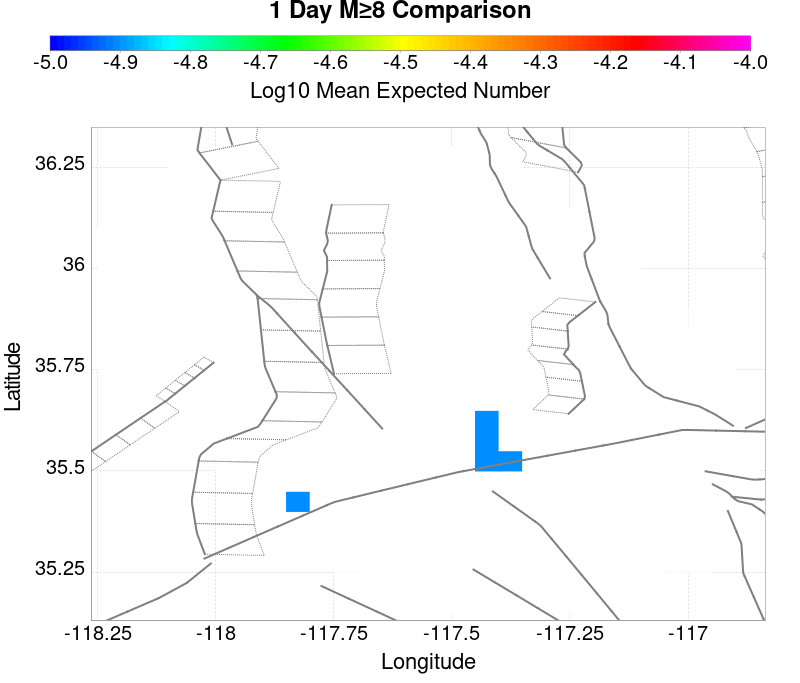 1 Day M≥8 Comparison
-5.0 -4.9 -4.8 -4.7 -4.6 -4.5 -4.4 -4.3 -4.2 -4.1 -4.0
Log10 Mean Expected Number
36.25
36
35.75
35.5
35.25
Latitude
-118.25 -118 -117.75 -117.5 -117.25 -117
Longitude